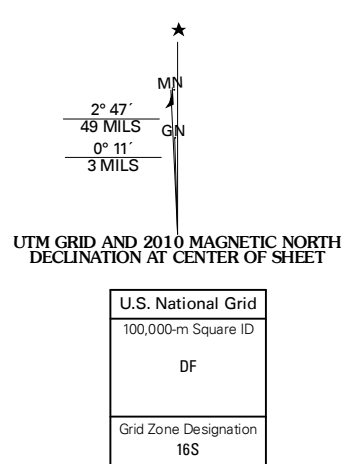 ★
MN
2° 47´
49 MILS
GN
0° 11´
3 MILS
UTM GRID AND 2010 MAGNETIC NORTH
DECLINATION AT CENTER OF SHEET
U.S. National Grid
100,000-m Square ID
DF
Grid Zone Designation
16S